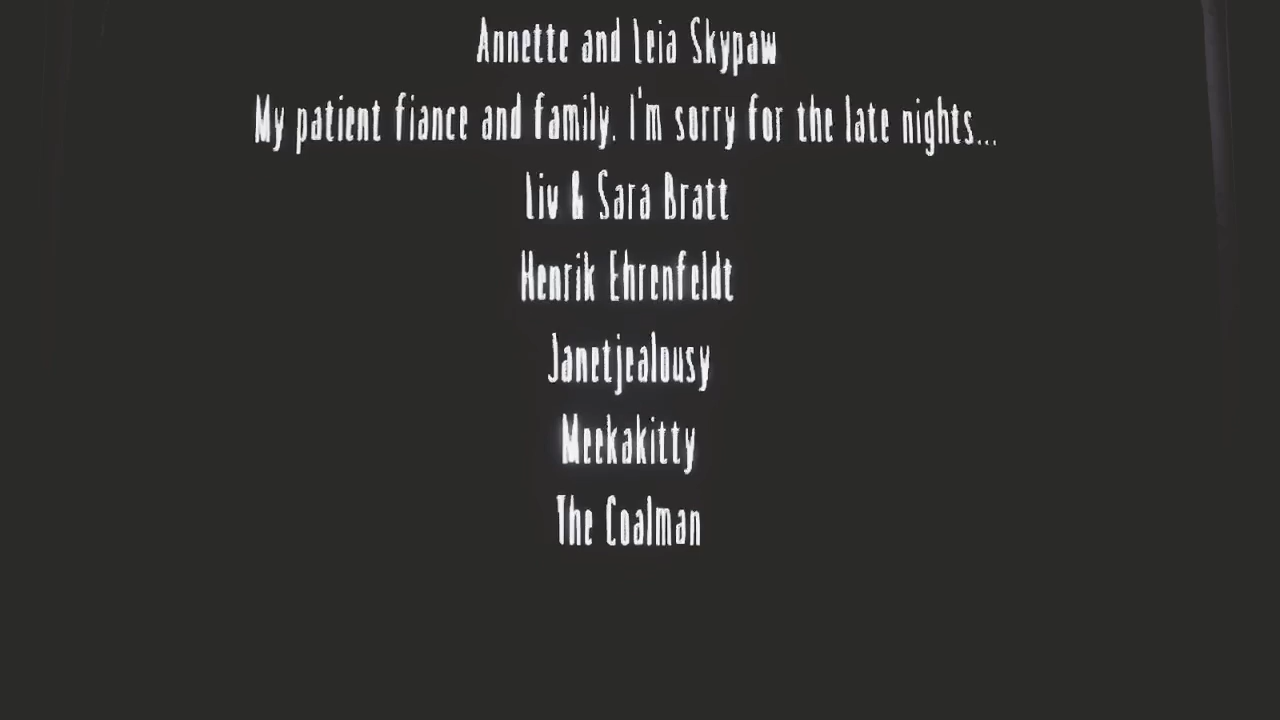 Annette and Leia Skypaw
My patient fiance and family. I'm sorry for the late nights...
Liv & Sara Bratt
Henrik Ehrenfeldt
Janetjealousy
Meekakitty
The Coalman